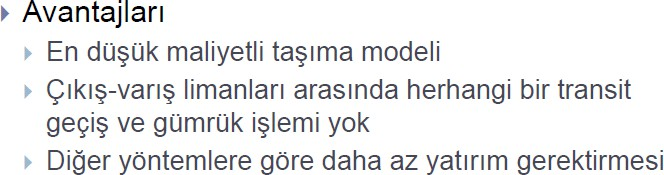 Avantajları
En düşük maliyetli taşıma modeli
Çıkış-varış limanları arasında herhangi bir transit
geçiş ve gümrük işlemi yok
Diğer yöntemlere göre daha az yatırım gerektirmesi